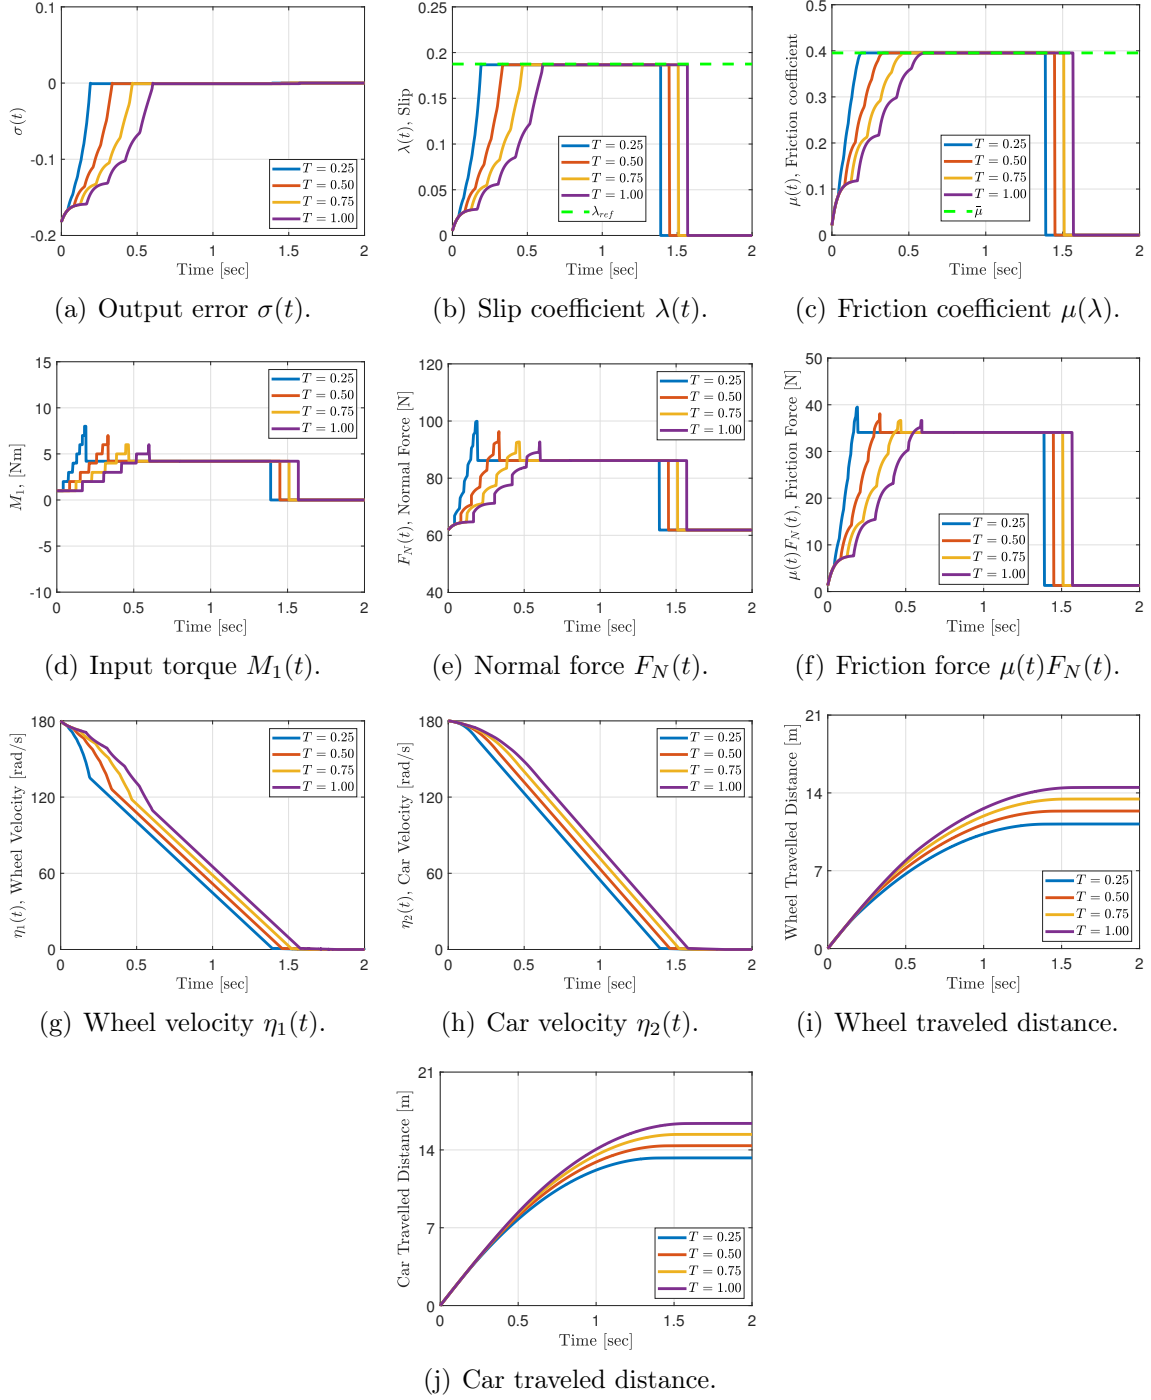 0.1
0
-0.1
-0.2
σ(t)
T = 0.25
T = 0.50
T = 0.75
T = 1.00
0 0.5 1 1.5 2
Time [sec]
(a) Output error σ(t).
0.25
0.2
0.15
0.1
0.05
0
λ(t), Slip
T = 0.25
T = 0.50
T = 0.75
T = 1.00
λ_ref
0 0.5 1 1.5 2
Time [sec]
(b) Slip coefficient λ(t).
0.5
0.4
0.3
0.2
0.1
0
μ(t), Friction coefficient
T = 0.25
T = 0.50
T = 0.75
T = 1.00
μ̄
0 0.5 1 1.5 2
Time [sec]
(c) Friction coefficient μ(λ).
15
10
5
0
-5
-10
M₁, [Nm]
T = 0.25
T = 0.50
T = 0.75
T = 1.00
0 0.5 1 1.5 2
Time [sec]
(d) Input torque M₁(t).
120
100
80
60
40
F_N(t), Normal Force [N]
T = 0.25
T = 0.50
T = 0.75
T = 1.00
0 0.5 1 1.5 2
Time [sec]
(e) Normal force F_N(t).
50
40
30
20
10
0
μ(t)F_N(t), Friction Force [N]
T = 0.25
T = 0.50
T = 0.75
T = 1.00
0 0.5 1 1.5 2
Time [sec]
(f) Friction force μ(t)F_N(t).
180
120
60
0
η₁(t), Wheel Velocity [rad/s]
T = 0.25
T = 0.50
T = 0.75
T = 1.00
0 0.5 1 1.5 2
Time [sec]
(g) Wheel velocity η₁(t).
180
120
60
0
η₂(t), Car Velocity [rad/s]
T = 0.25
T = 0.50
T = 0.75
T = 1.00
0 0.5 1 1.5 2
Time [sec]
(h) Car velocity η₂(t).
21
14
7
0
Wheel Travelled Distance [m]
T = 0.25
T = 0.50
T = 0.75
T = 1.00
0 0.5 1 1.5 2
Time [sec]
(i) Wheel traveled distance.
21
14
7
0
Car Travelled Distance [m]
T = 0.25
T = 0.50
T = 0.75
T = 1.00
0 0.5 1 1.5 2
Time [sec]
(j) Car traveled distance.